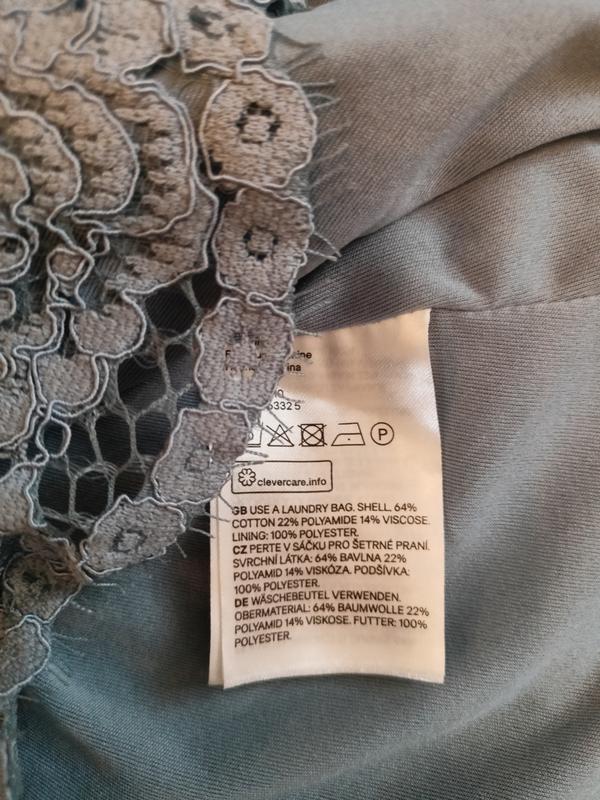 3332 5
P
clevercare.info
GB USE A LAUNDRY BAG. SHELL. 64%
COTTON 22% POLYAMIDE 14% VISCOSE.
LINING: 100% POLYESTER.
CZ PERTE V SÁČKU PRO ŠETRNÉ PRANÍ.
SVRCHNÍ LÁTKA: 64% BAVLNA 22%
POLYAMID 14% VISKÓZA. PODŠÍVKA:
100% POLYESTER.
DE WÄSCHEBEUTEL VERWENDEN.
OBERMATERIAL: 64% BAUMWOLLE 22%
POLYAMID 14% VISKOSE. FUTTER: 100%
POLYESTER.